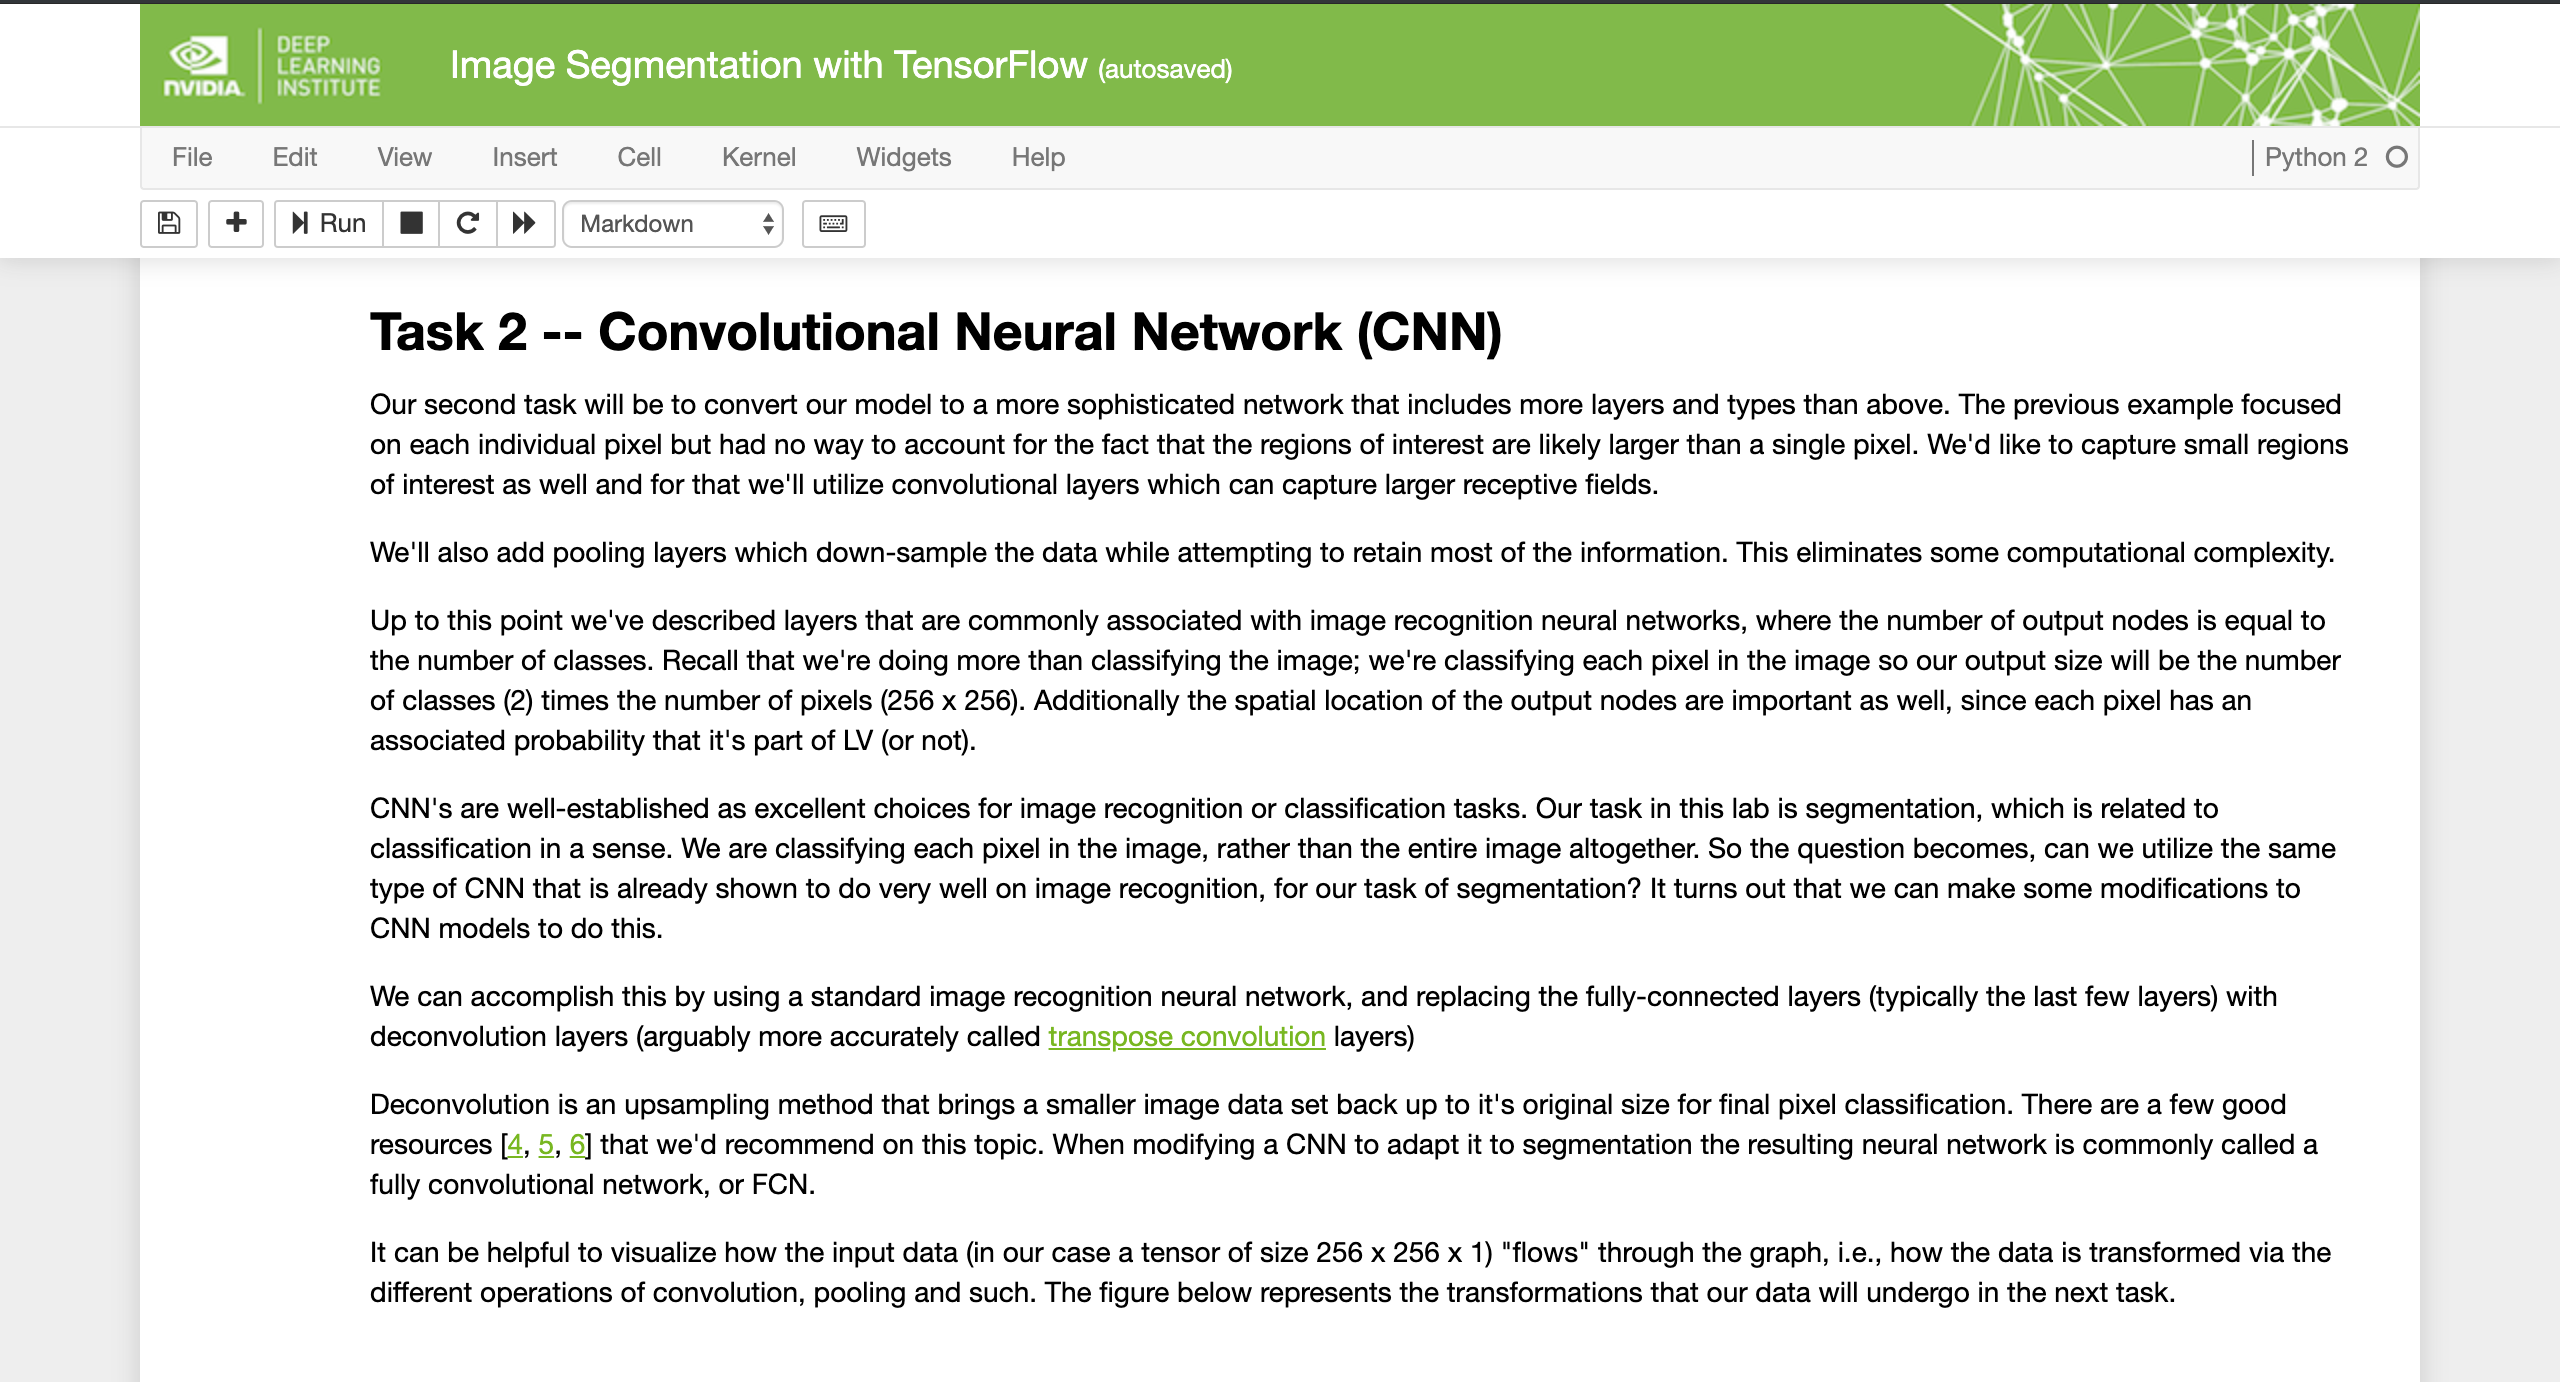 NVIDIA
DEEP
LEARNING
INSTITUTE
Image Segmentation with TensorFlow (autosaved)
File Edit View Insert Cell Kernel Widgets Help Python 2
Run Markdown
Task 2 -- Convolutional Neural Network (CNN)
Our second task will be to convert our model to a more sophisticated network that includes more layers and types than above. The previous example focused
on each individual pixel but had no way to account for the fact that the regions of interest are likely larger than a single pixel. We'd like to capture small regions
of interest as well and for that we'll utilize convolutional layers which can capture larger receptive fields.
We'll also add pooling layers which down-sample the data while attempting to retain most of the information. This eliminates some computational complexity.
Up to this point we've described layers that are commonly associated with image recognition neural networks, where the number of output nodes is equal to
the number of classes. Recall that we're doing more than classifying the image; we're classifying each pixel in the image so our output size will be the number
of classes (2) times the number of pixels (256 x 256). Additionally the spatial location of the output nodes are important as well, since each pixel has an
associated probability that it's part of LV (or not).
CNN's are well-established as excellent choices for image recognition or classification tasks. Our task in this lab is segmentation, which is related to
classification in a sense. We are classifying each pixel in the image, rather than the entire image altogether. So the question becomes, can we utilize the same
type of CNN that is already shown to do very well on image recognition, for our task of segmentation? It turns out that we can make some modifications to
CNN models to do this.
We can accomplish this by using a standard image recognition neural network, and replacing the fully-connected layers (typically the last few layers) with
deconvolution layers (arguably more accurately called transpose convolution layers)
Deconvolution is an upsampling method that brings a smaller image data set back up to it's original size for final pixel classification. There are a few good
resources [4, 5, 6] that we'd recommend on this topic. When modifying a CNN to adapt it to segmentation the resulting neural network is commonly called a
fully convolutional network, or FCN.
It can be helpful to visualize how the input data (in our case a tensor of size 256 x 256 x 1) "flows" through the graph, i.e., how the data is transformed via the
different operations of convolution, pooling and such. The figure below represents the transformations that our data will undergo in the next task.